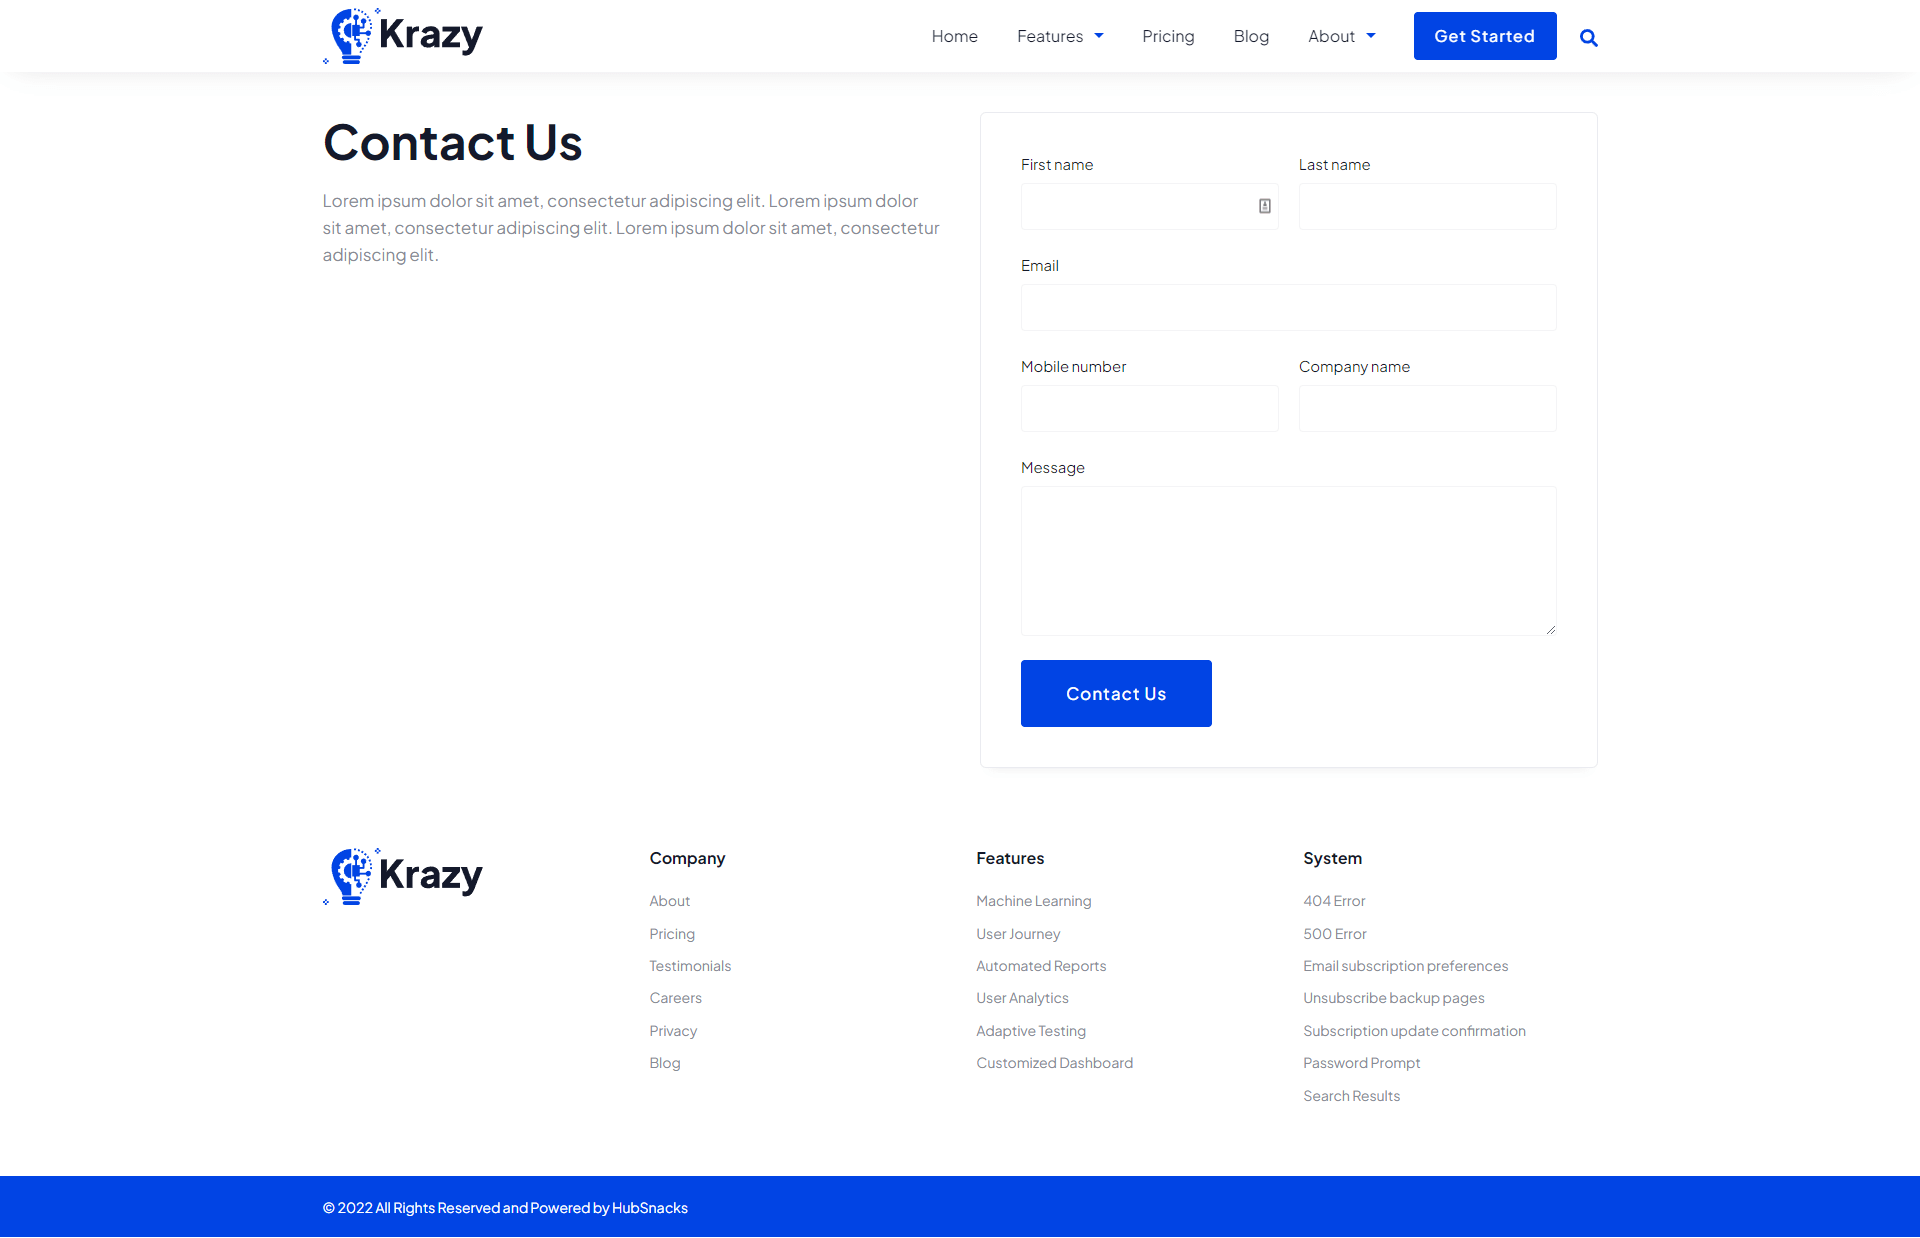 Krazy
Home Features Pricing Blog About Get Started
Contact Us
Lorem ipsum dolor sit amet, consectetur adipiscing elit. Lorem ipsum dolor
sit amet, consectetur adipiscing elit. Lorem ipsum dolor sit amet, consectetur
adipiscing elit.
First name Last name
Email
Mobile number Company name
Message
Contact Us
Krazy
Company
About
Pricing
Testimonials
Careers
Privacy
Blog
Features
Machine Learning
User Journey
Automated Reports
User Analytics
Adaptive Testing
Customized Dashboard
System
404 Error
500 Error
Email subscription preferences
Unsubscribe backup pages
Subscription update confirmation
Password Prompt
Search Results
© 2022 All Rights Reserved and Powered by HubSnacks